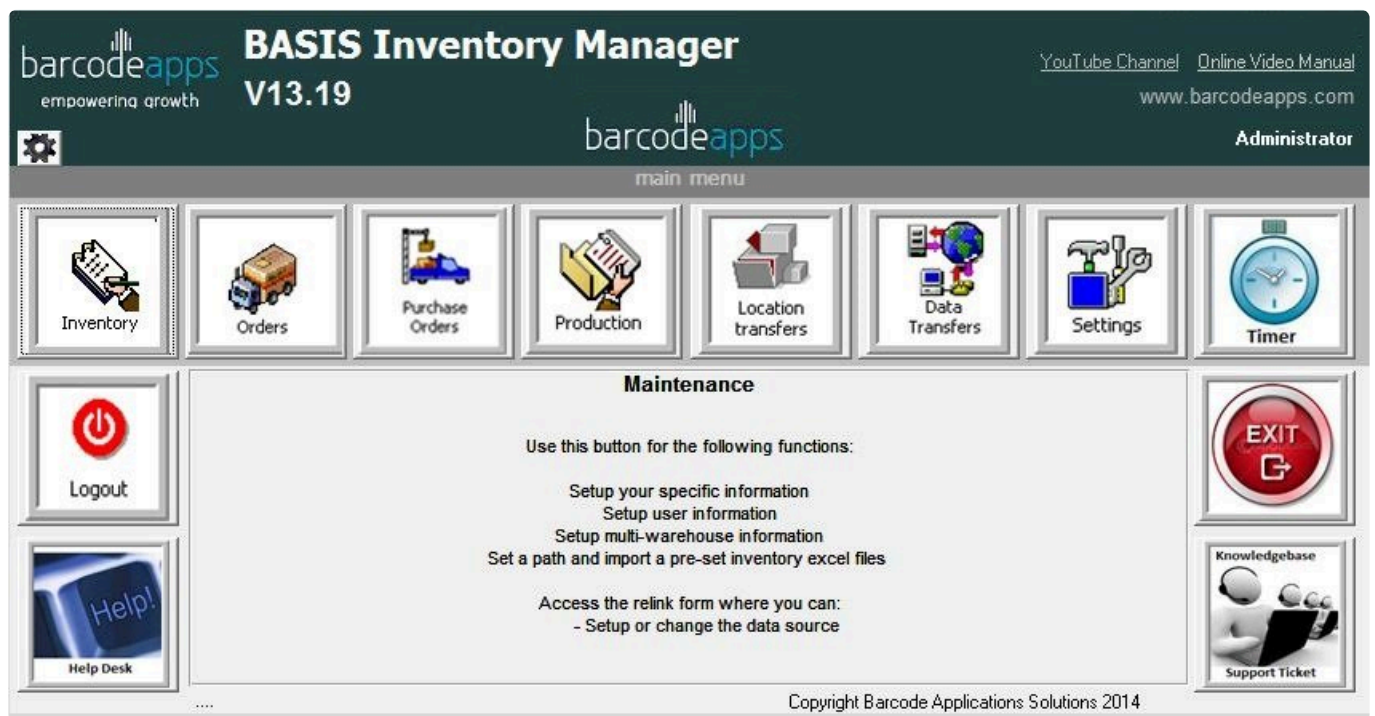 barcodeapps
empowering growth
BASIS Inventory Manager
V13.19
barcodeapps
YouTube Channel Online Video Manual
www.barcodeapps.com
Administrator
main menu
Inventory
Orders
Purchase
Orders
Production
Location
transfers
Data
Transfers
Settings
Timer
Logout
Help!
Help Desk
Maintenance
Use this button for the following functions:
Setup your specific information
Setup user information
Setup multi-warehouse information
Set a path and import a pre-set inventory excel files
Access the relink form where you can:
- Setup or change the data source
EXIT
Knowledgebase
Support Ticket
....
Copyright Barcode Applications Solutions 2014